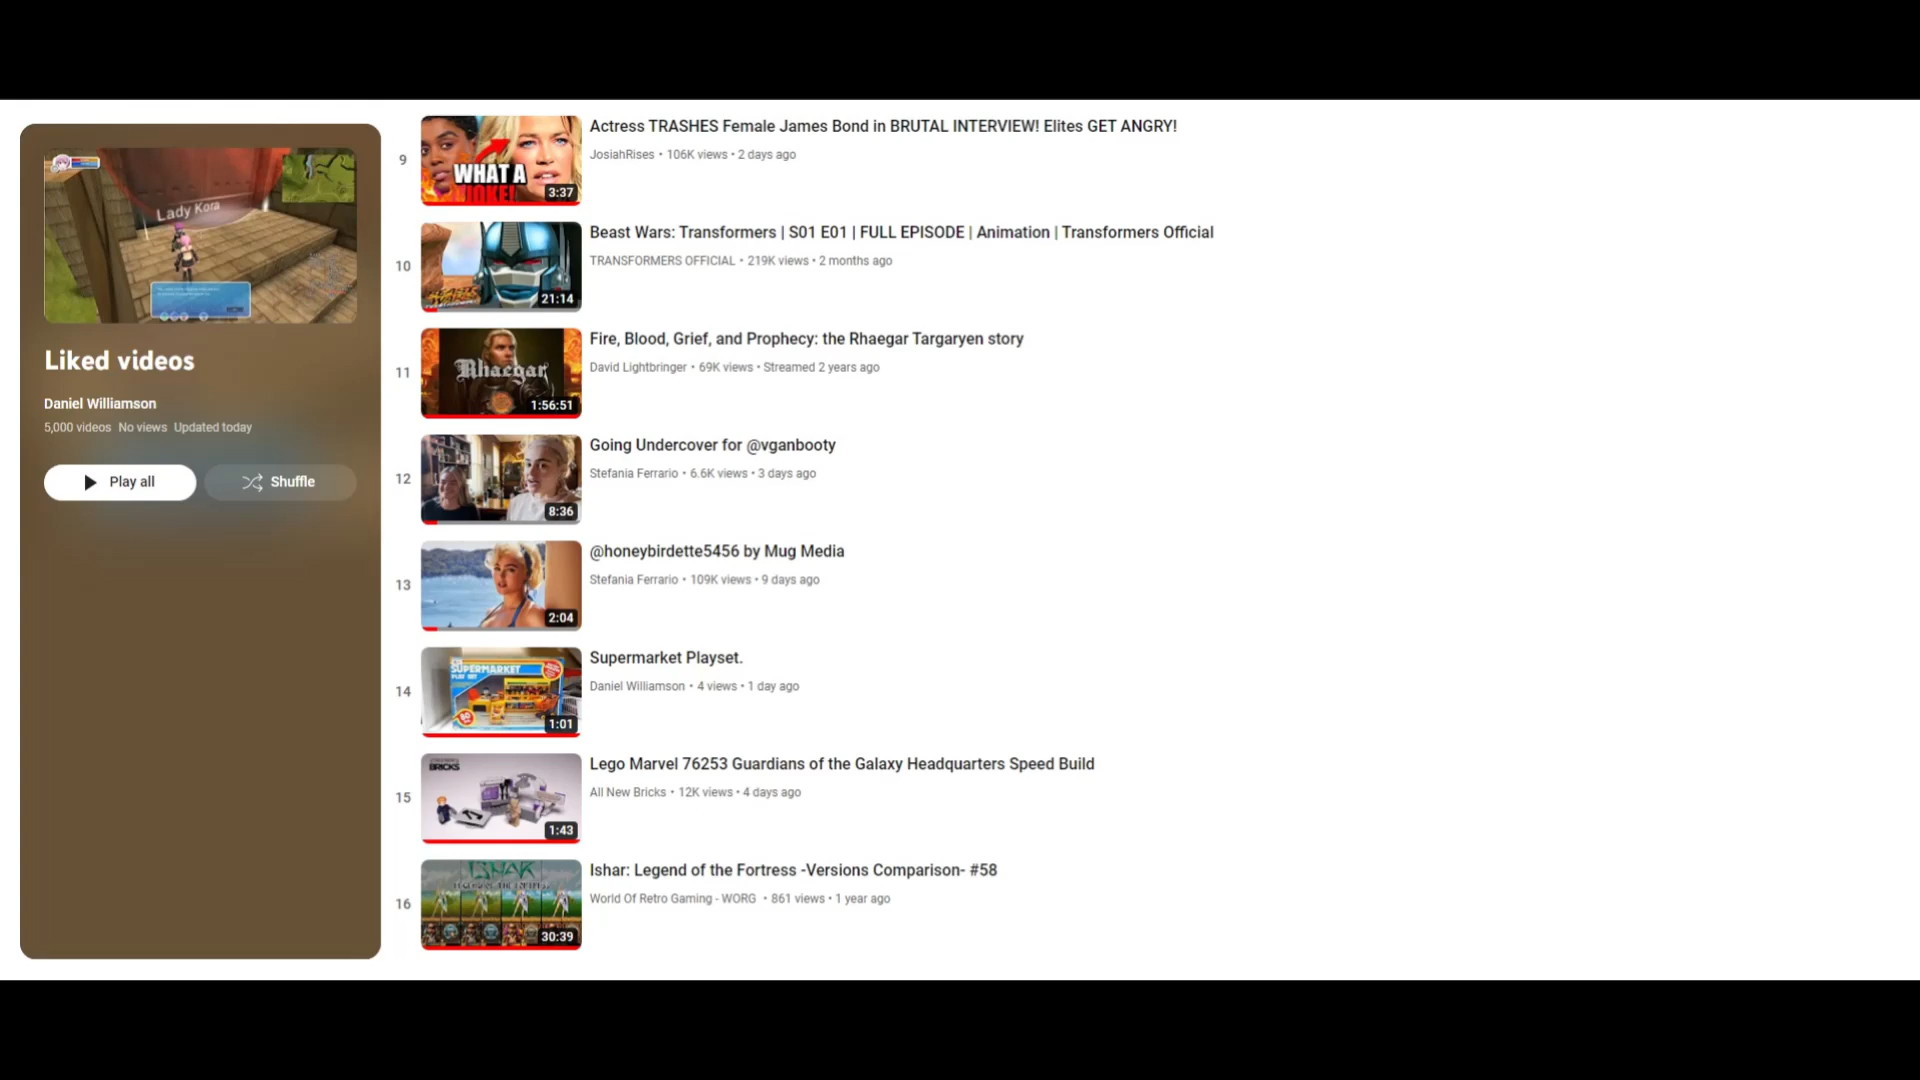 Lady Kora
Liked videos
Daniel Williamson
5,000 videos No views Updated today
Play all
Shuffle
9
WHAT A
JOKE!
3:37
Actress TRASHES Female James Bond in BRUTAL INTERVIEW! Elites GET ANGRY!
JosiahRises • 106K views • 2 days ago
10
21:14
Beast Wars: Transformers | S01 E01 | FULL EPISODE | Animation | Transformers Official
TRANSFORMERS OFFICIAL • 219K views • 2 months ago
11
Rhaegar
1:56:51
Fire, Blood, Grief, and Prophecy: the Rhaegar Targaryen story
David Lightbringer • 69K views • Streamed 2 years ago
12
8:36
Going Undercover for @vganbooty
Stefania Ferrario • 6.6K views • 3 days ago
13
2:04
@honeybirdette5456 by Mug Media
Stefania Ferrario • 109K views • 9 days ago
14
SUPERMARKET
PLAY SET
1:01
Supermarket Playset.
Daniel Williamson • 4 views • 1 day ago
15
BRICKS
1:43
Lego Marvel 76253 Guardians of the Galaxy Headquarters Speed Build
All New Bricks • 12K views • 4 days ago
16
ISHAR
LEGEND OF THE FORTRESS
30:39
Ishar: Legend of the Fortress -Versions Comparison- #58
World Of Retro Gaming - WORG • 861 views • 1 year ago